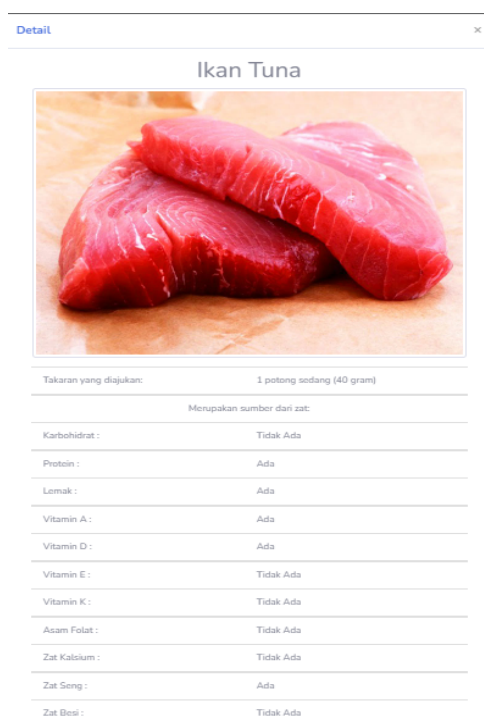 Detail ×
Ikan Tuna
Takaran yang diajukan: 1 potong sedang (40 gram)
Merupakan sumber dari zat:
Karbohidrat : Tidak Ada
Protein : Ada
Lemak : Ada
Vitamin A : Ada
Vitamin D : Ada
Vitamin E : Tidak Ada
Vitamin K : Tidak Ada
Asam Folat : Tidak Ada
Zat Kalsium : Tidak Ada
Zat Seng : Ada
Zat Besi : Tidak Ada